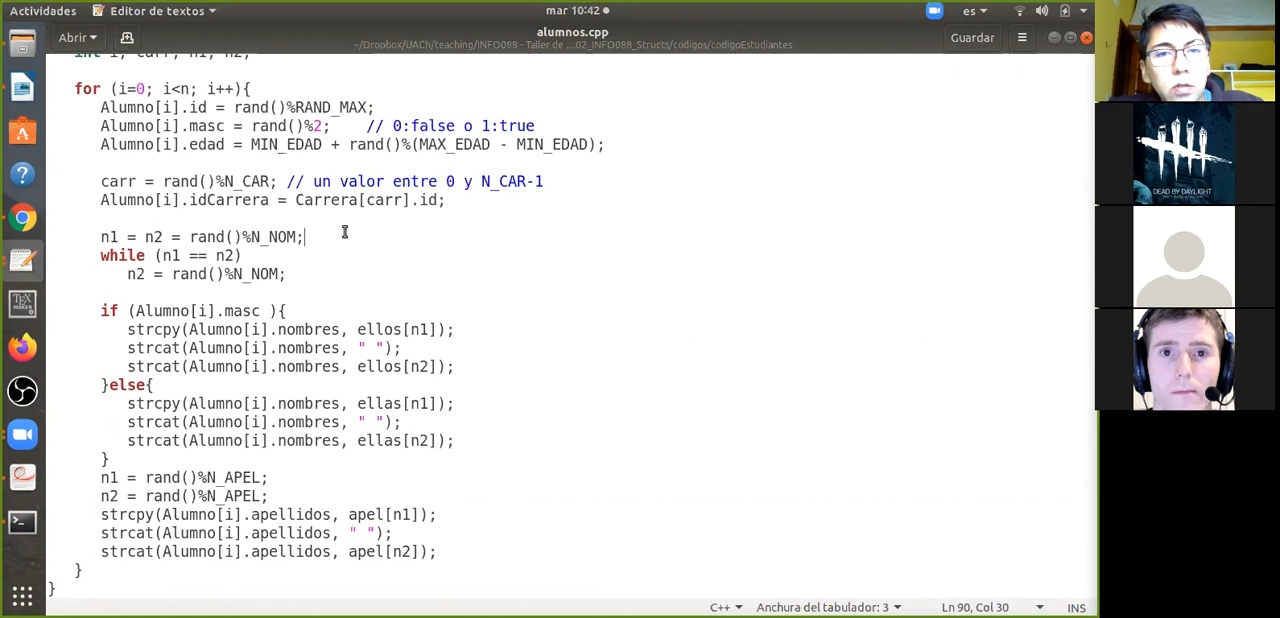 Actividades
Editor de textos
mar 10:42
es
Abrir
alumnos.cpp
~/Dropbox/UACh/teaching/INFO088 - Taller de ...02_INFO088_Structs/codigos/codigoEstudiantes
Guardar
int i, carr, n1, n2;
for (i=0; i<n; i++){
Alumno[i].id = rand()%RAND_MAX;
Alumno[i].masc = rand()%2; // 0:false o 1:true
Alumno[i].edad = MIN_EDAD + rand()%(MAX_EDAD - MIN_EDAD);
carr = rand()%N_CAR; // un valor entre 0 y N_CAR-1
Alumno[i].idCarrera = Carrera[carr].id;
n1 = n2 = rand()%N_NOM;
while (n1 == n2)
n2 = rand()%N_NOM;
if (Alumno[i].masc ){
strcpy(Alumno[i].nombres, ellos[n1]);
strcat(Alumno[i].nombres, " ");
strcat(Alumno[i].nombres, ellos[n2]);
}else{
strcpy(Alumno[i].nombres, ellas[n1]);
strcat(Alumno[i].nombres, " ");
strcat(Alumno[i].nombres, ellas[n2]);
}
n1 = rand()%N_APEL;
n2 = rand()%N_APEL;
strcpy(Alumno[i].apellidos, apel[n1]);
strcat(Alumno[i].apellidos, " ");
strcat(Alumno[i].apellidos, apel[n2]);
}
}
C++
Anchura del tabulador: 3
Ln 90, Col 30
INS
DEAD BY DAYLIGHT